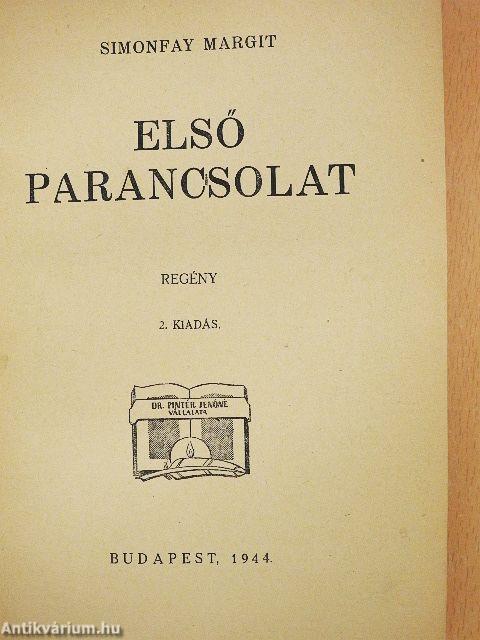 SIMONFAY MARGIT
ELSŐ
PARANCSOLAT
REGÉNY
2. KIADÁS.
DR. PINTÉR JENŐNÉ
VÁLLALATA
BUDAPEST, 1944.
Antikvárium.hu